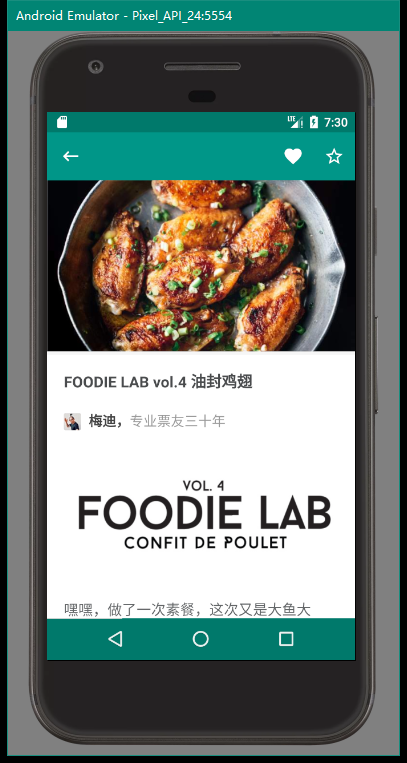 Android Emulator - Pixel_API_24:5554
LTE 7:30
FOODIE LAB vol.4 油封鸡翅
梅迪，专业票友三十年
VOL. 4
FOODIE LAB
CONFIT DE POULET
嘿嘿，做了一次素餐，这次又是大鱼大